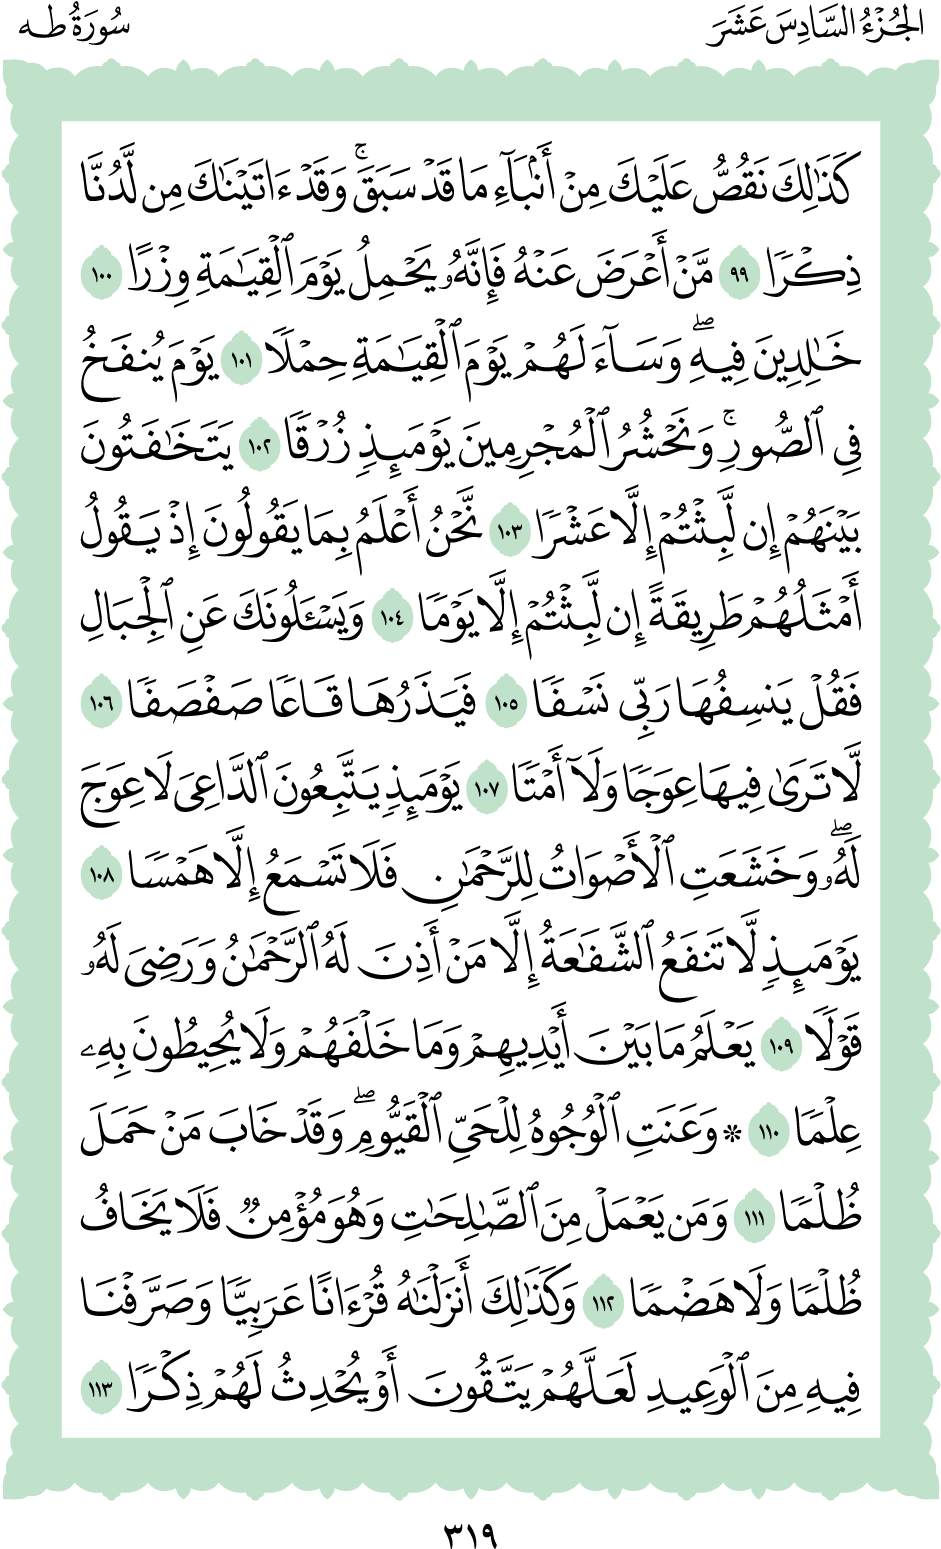 الجُزْءُ السَّادِسَ عَشَرَ
سُورَةُ طه
كَذَٰلِكَ نَقُصُّ عَلَيْكَ مِنْ أَنۢبَآءِ مَا قَدْ سَبَقَۚ وَقَدْ ءَاتَيْنَٰكَ مِن لَّدُنَّا
ذِكْرًا ٩٩ مَّنْ أَعْرَضَ عَنْهُ فَإِنَّهُۥ يَحْمِلُ يَوْمَ ٱلْقِيَٰمَةِ وِزْرًا ١٠٠
خَٰلِدِينَ فِيهِۖ وَسَآءَ لَهُمْ يَوْمَ ٱلْقِيَٰمَةِ حِمْلًا ١٠١ يَوْمَ يُنفَخُ
فِي ٱلصُّورِۚ وَنَحْشُرُ ٱلْمُجْرِمِينَ يَوْمَئِذٍ زُرْقًا ١٠٢ يَتَخَٰفَتُونَ
بَيْنَهُمْ إِن لَّبِثْتُمْ إِلَّا عَشْرًا ١٠٣ نَّحْنُ أَعْلَمُ بِمَا يَقُولُونَ إِذْ يَقُولُ
أَمْثَلُهُمْ طَرِيقَةً إِن لَّبِثْتُمْ إِلَّا يَوْمًا ١٠٤ وَيَسْـَٔلُونَكَ عَنِ ٱلْجِبَالِ
فَقُلْ يَنسِفُهَا رَبِّي نَسْفًا ١٠٥ فَيَذَرُهَا قَاعًا صَفْصَفًا ١٠٦
لَّا تَرَىٰ فِيهَا عِوَجًا وَلَآ أَمْتًا ١٠٧ يَوْمَئِذٍ يَتَّبِعُونَ ٱلدَّاعِيَ لَا عِوَجَ
لَهُۥۖ وَخَشَعَتِ ٱلْأَصْوَاتُ لِلرَّحْمَٰنِ فَلَا تَسْمَعُ إِلَّا هَمْسًا ١٠٨
يَوْمَئِذٍ لَّا تَنفَعُ ٱلشَّفَٰعَةُ إِلَّا مَنْ أَذِنَ لَهُ ٱلرَّحْمَٰنُ وَرَضِيَ لَهُۥ
قَوْلًا ١٠٩ يَعْلَمُ مَا بَيْنَ أَيْدِيهِمْ وَمَا خَلْفَهُمْ وَلَا يُحِيطُونَ بِهِۦ
عِلْمًا ١١٠ ۞ وَعَنَتِ ٱلْوُجُوهُ لِلْحَيِّ ٱلْقَيُّومِۖ وَقَدْ خَابَ مَنْ حَمَلَ
ظُلْمًا ١١١ وَمَن يَعْمَلْ مِنَ ٱلصَّٰلِحَٰتِ وَهُوَ مُؤْمِنٌ فَلَا يَخَافُ
ظُلْمًا وَلَا هَضْمًا ١١٢ وَكَذَٰلِكَ أَنزَلْنَٰهُ قُرْءَانًا عَرَبِيًّا وَصَرَّفْنَا
فِيهِ مِنَ ٱلْوَعِيدِ لَعَلَّهُمْ يَتَّقُونَ أَوْ يُحْدِثُ لَهُمْ ذِكْرًا ١١٣
٣١٩